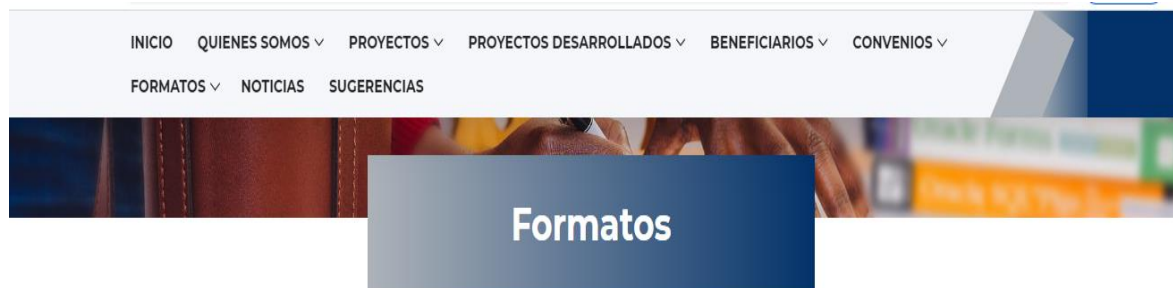 INICIO QUIENES SOMOS PROYECTOS PROYECTOS DESARROLLADOS BENEFICIARIOS CONVENIOS
FORMATOS NOTICIAS SUGERENCIAS
Formatos